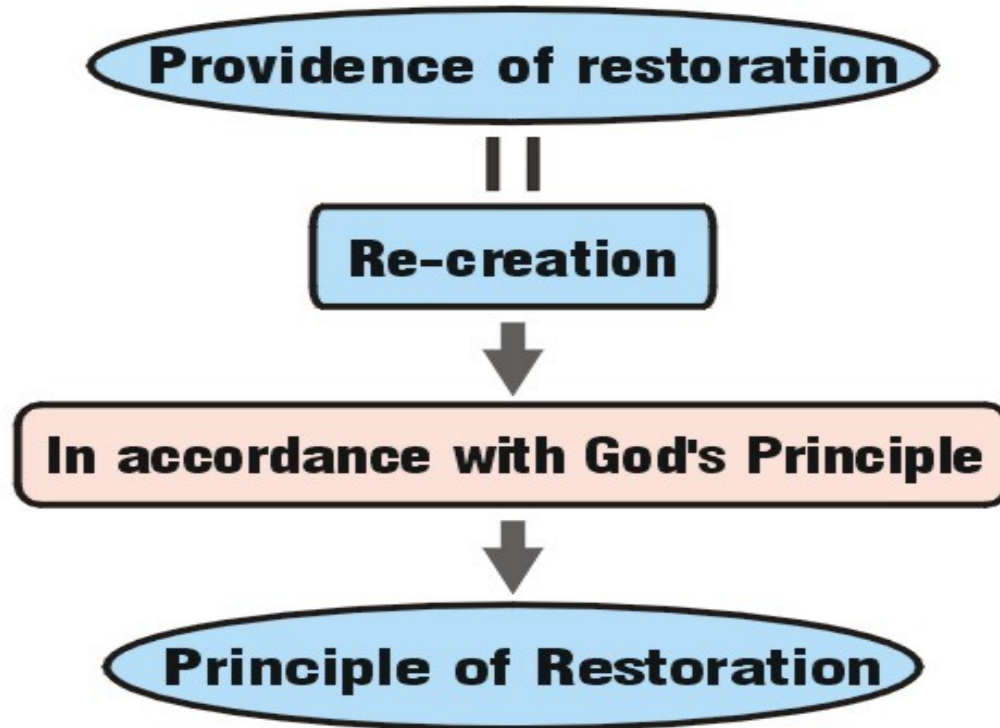 Providence of restoration
Re-creation
In accordance with God's Principle
Principle of Restoration